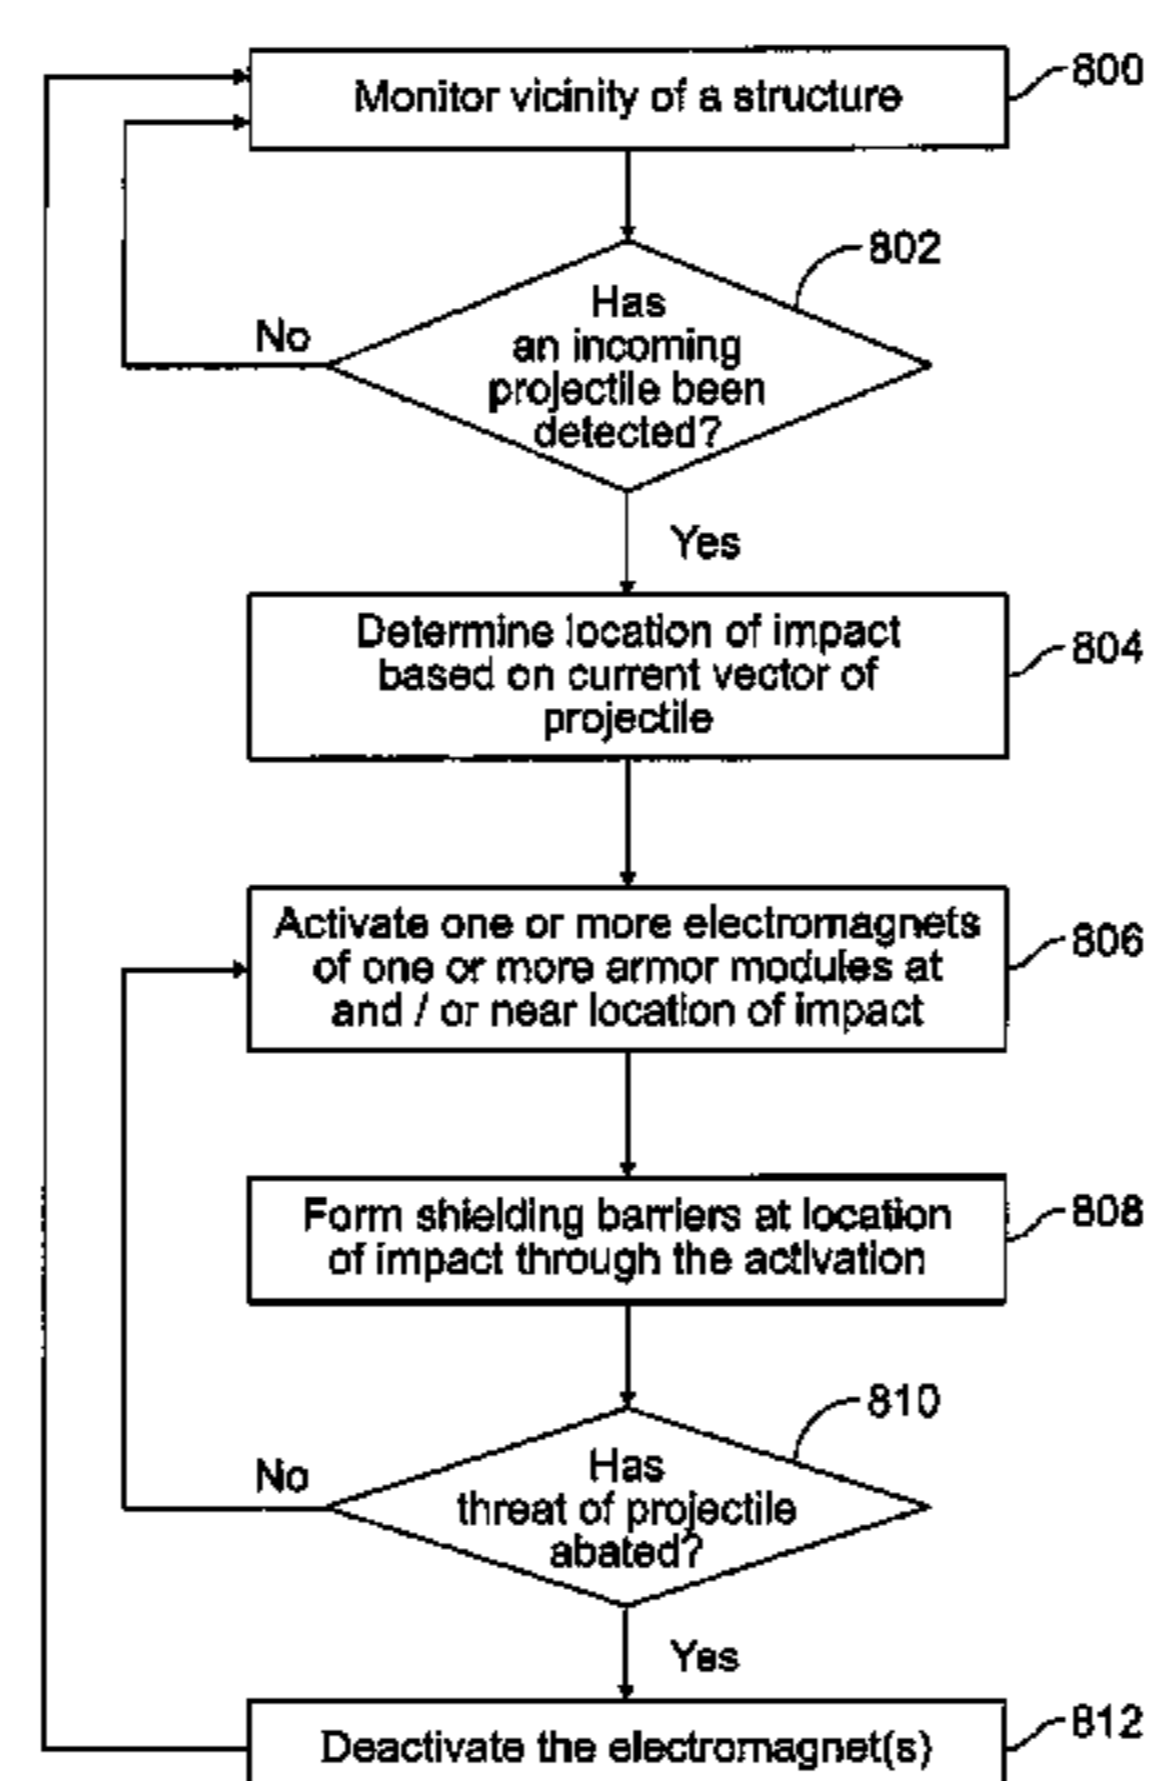 Monitor vicinity of a structure
800
802
Has
an incoming
projectile been
detected?
No
Yes
Determine location of impact
based on current vector of
projectile
804
Activate one or more electromagnets
of one or more armor modules at
and / or near location of impact
806
Form shielding barriers at location
of impact through the activation
808
810
Has
threat of projectile
abated?
No
Yes
Deactivate the electromagnet(s)
812